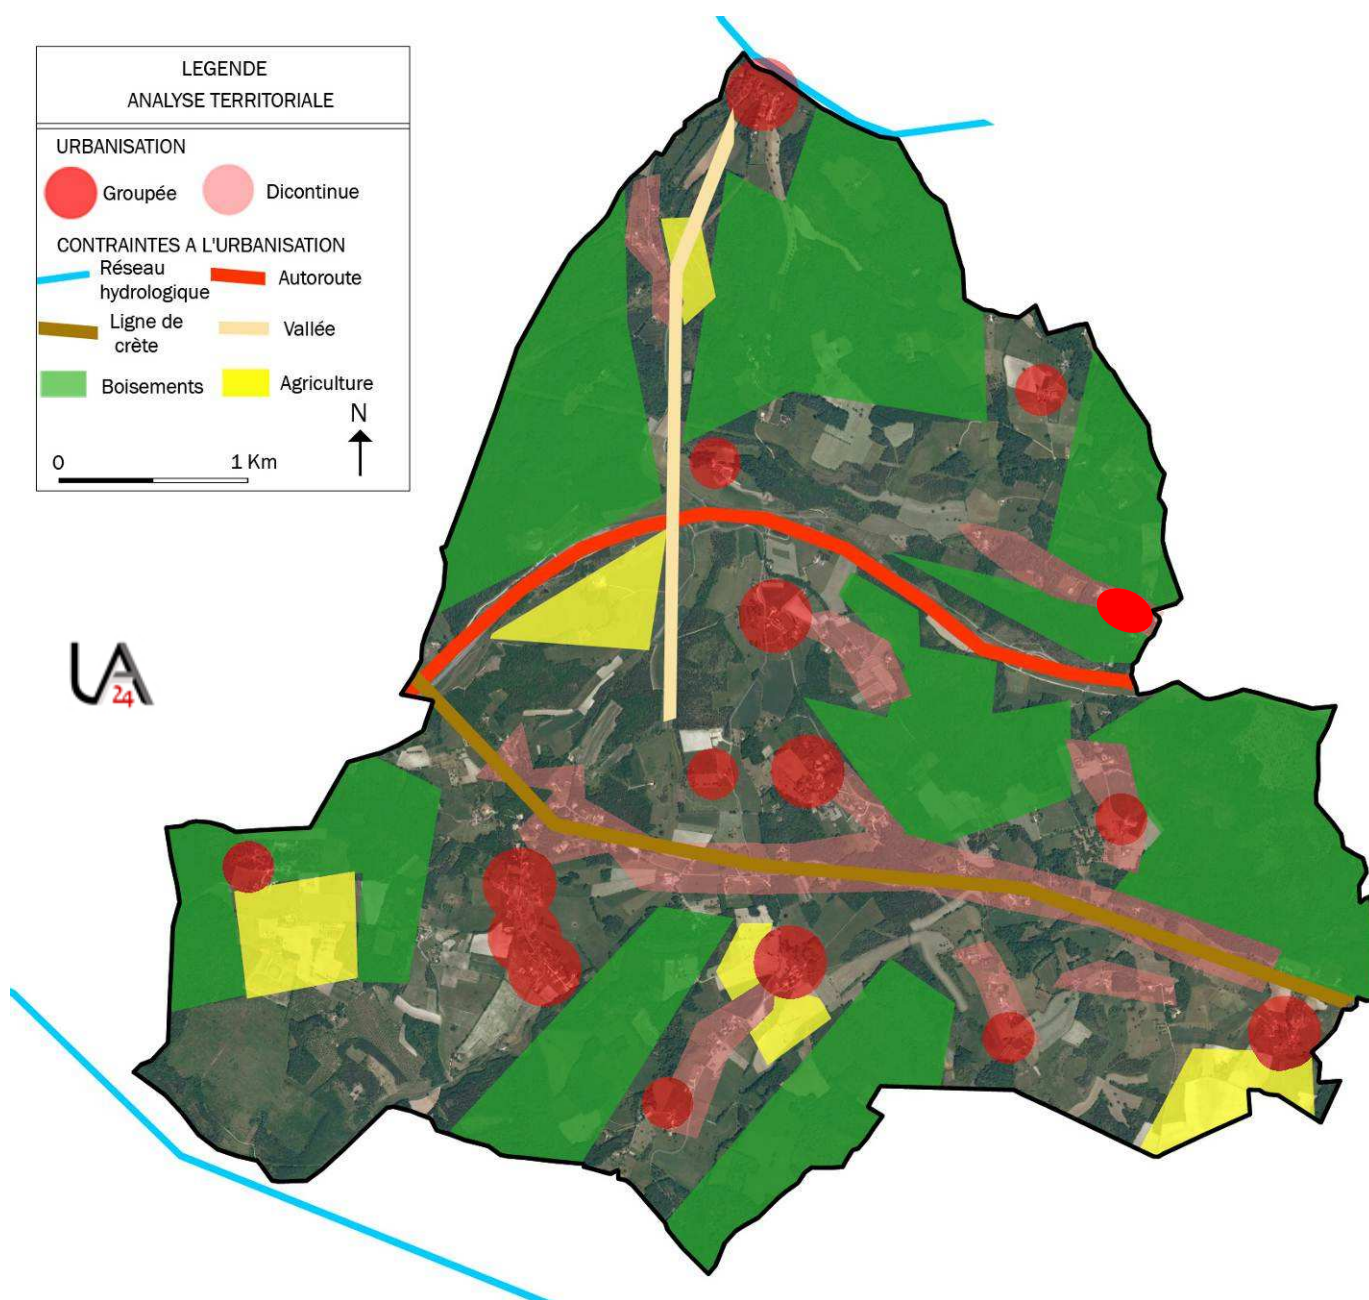 LEGENDE
ANALYSE TERRITORIALE
URBANISATION
Groupée
Dicontinue
CONTRAINTES A L'URBANISATION
Réseau
hydrologique
Autoroute
Ligne de
crète
Vallée
Boisements
Agriculture
N
0 1 Km
UA
24